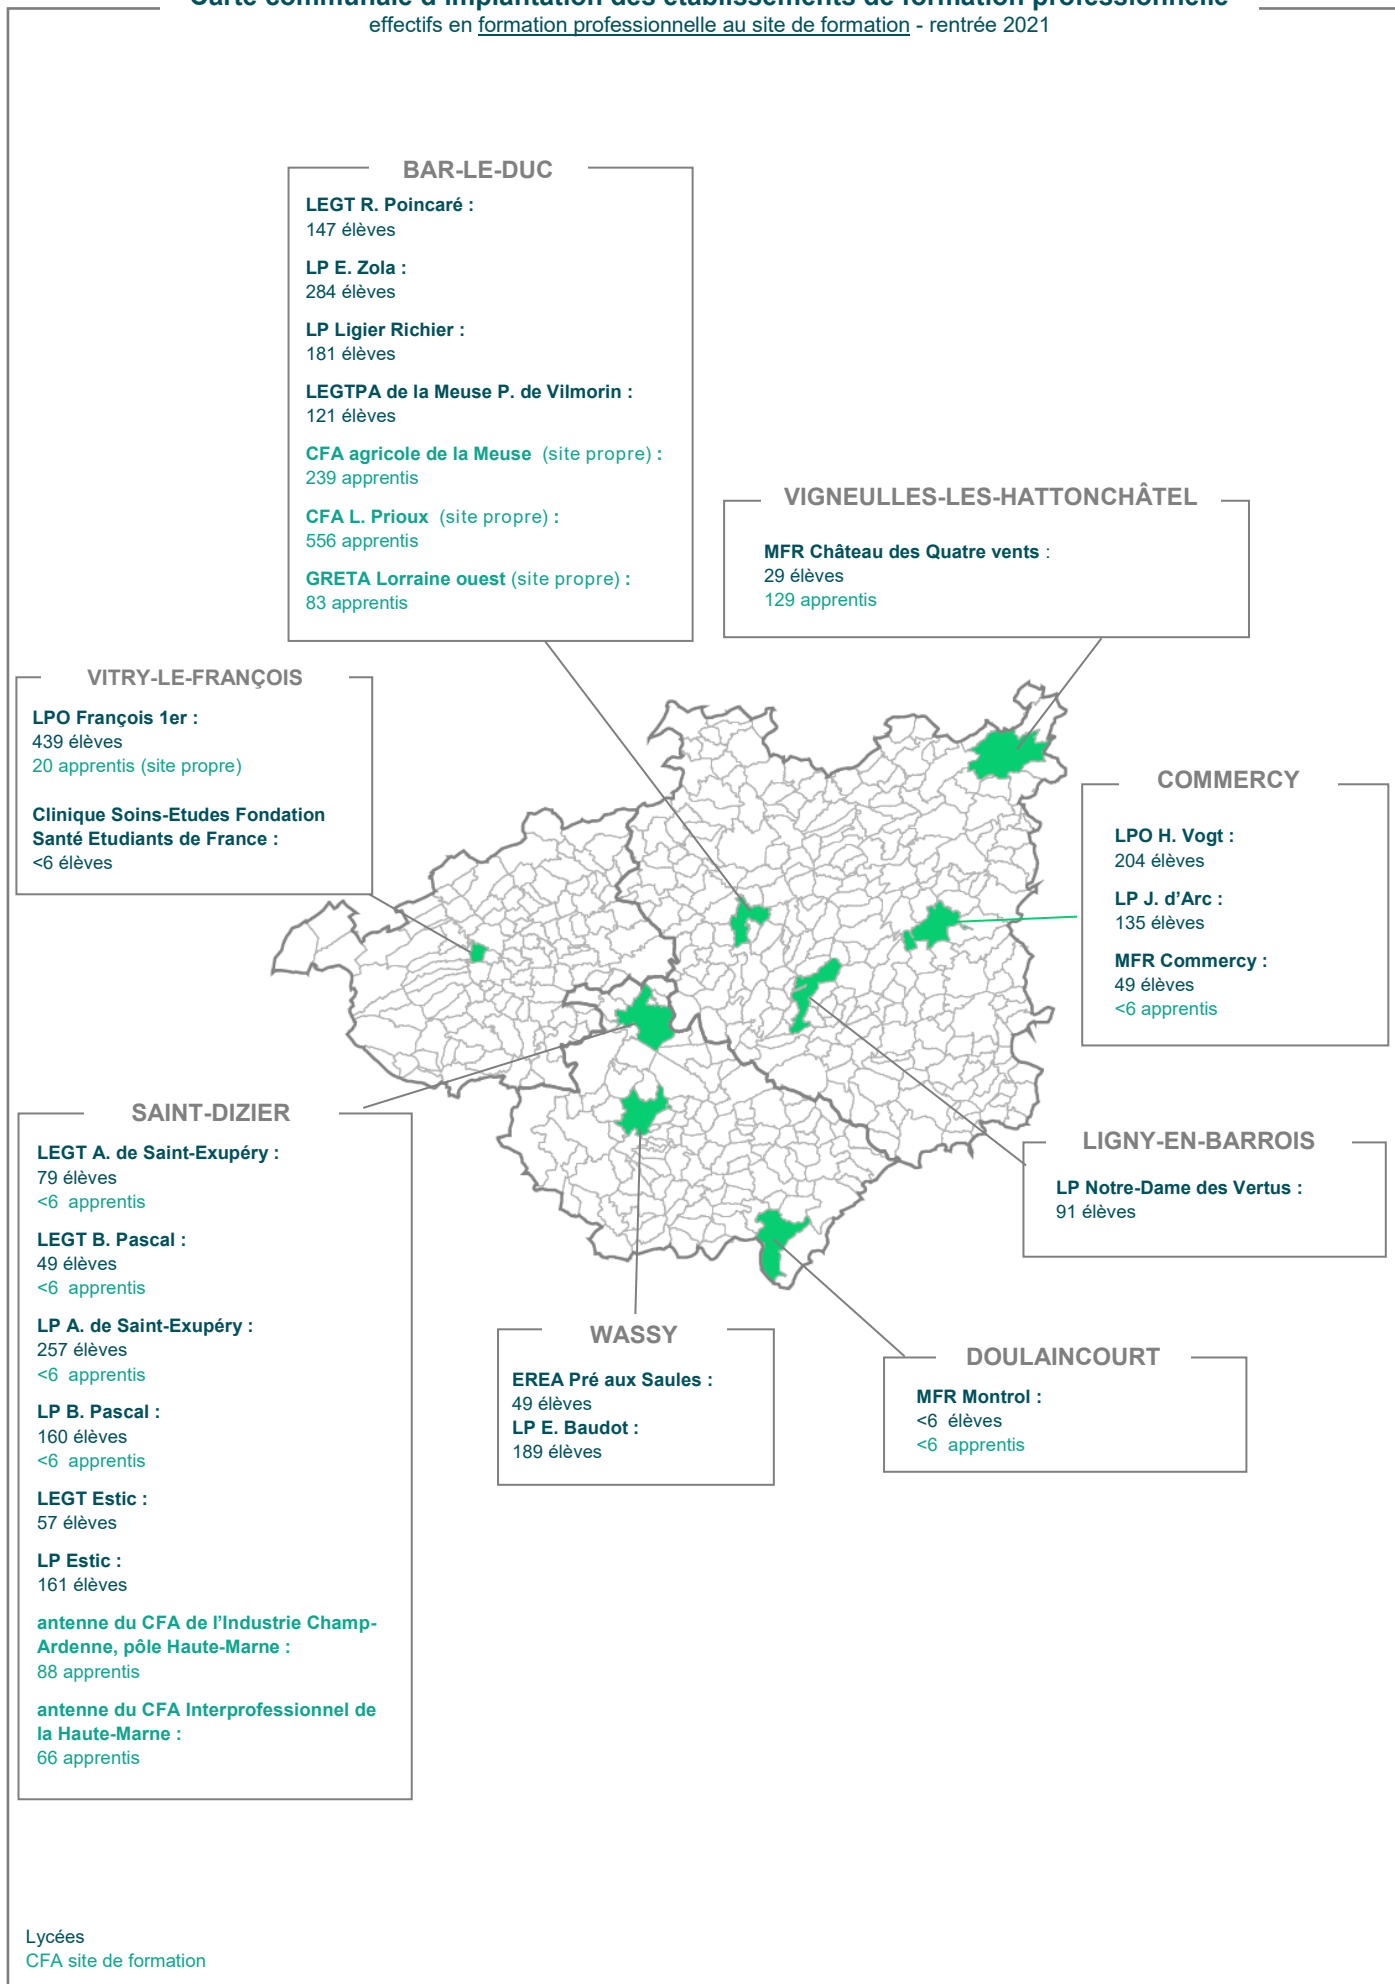 Carte communale d'implantation des établissements de formation professionnelle
effectifs en formation professionnelle au site de formation - rentrée 2021
BAR-LE-DUC
LEGT R. Poincaré :
147 élèves
LP E. Zola :
284 élèves
LP Ligier Richier :
181 élèves
LEGTPA de la Meuse P. de Vilmorin :
121 élèves
CFA agricole de la Meuse (site propre) :
239 apprentis
CFA L. Prioux (site propre) :
556 apprentis
GRETA Lorraine ouest (site propre) :
83 apprentis
VIGNEULLES-LES-HATTONCHÂTEL
MFR Château des Quatre vents :
29 élèves
129 apprentis
VITRY-LE-FRANÇOIS
LPO François 1er :
439 élèves
20 apprentis (site propre)
Clinique Soins-Etudes Fondation
Santé Etudiants de France :
<6 élèves
COMMERCY
LPO H. Vogt :
204 élèves
LP J. d’Arc :
135 élèves
MFR Commercy :
49 élèves
<6 apprentis
SAINT-DIZIER
LEGT A. de Saint-Exupéry :
79 élèves
<6 apprentis
LEGT B. Pascal :
49 élèves
<6 apprentis
LP A. de Saint-Exupéry :
257 élèves
<6 apprentis
LP B. Pascal :
160 élèves
<6 apprentis
LEGT Estic :
57 élèves
LP Estic :
161 élèves
antenne du CFA de l’Industrie Champ-
Ardenne, pôle Haute-Marne :
88 apprentis
antenne du CFA Interprofessionnel de
la Haute-Marne :
66 apprentis
LIGNY-EN-BARROIS
LP Notre-Dame des Vertus :
91 élèves
WASSY
EREA Pré aux Saules :
49 élèves
LP E. Baudot :
189 élèves
DOULAINCOURT
MFR Montrol :
<6 élèves
<6 apprentis
Lycées
CFA site de formation